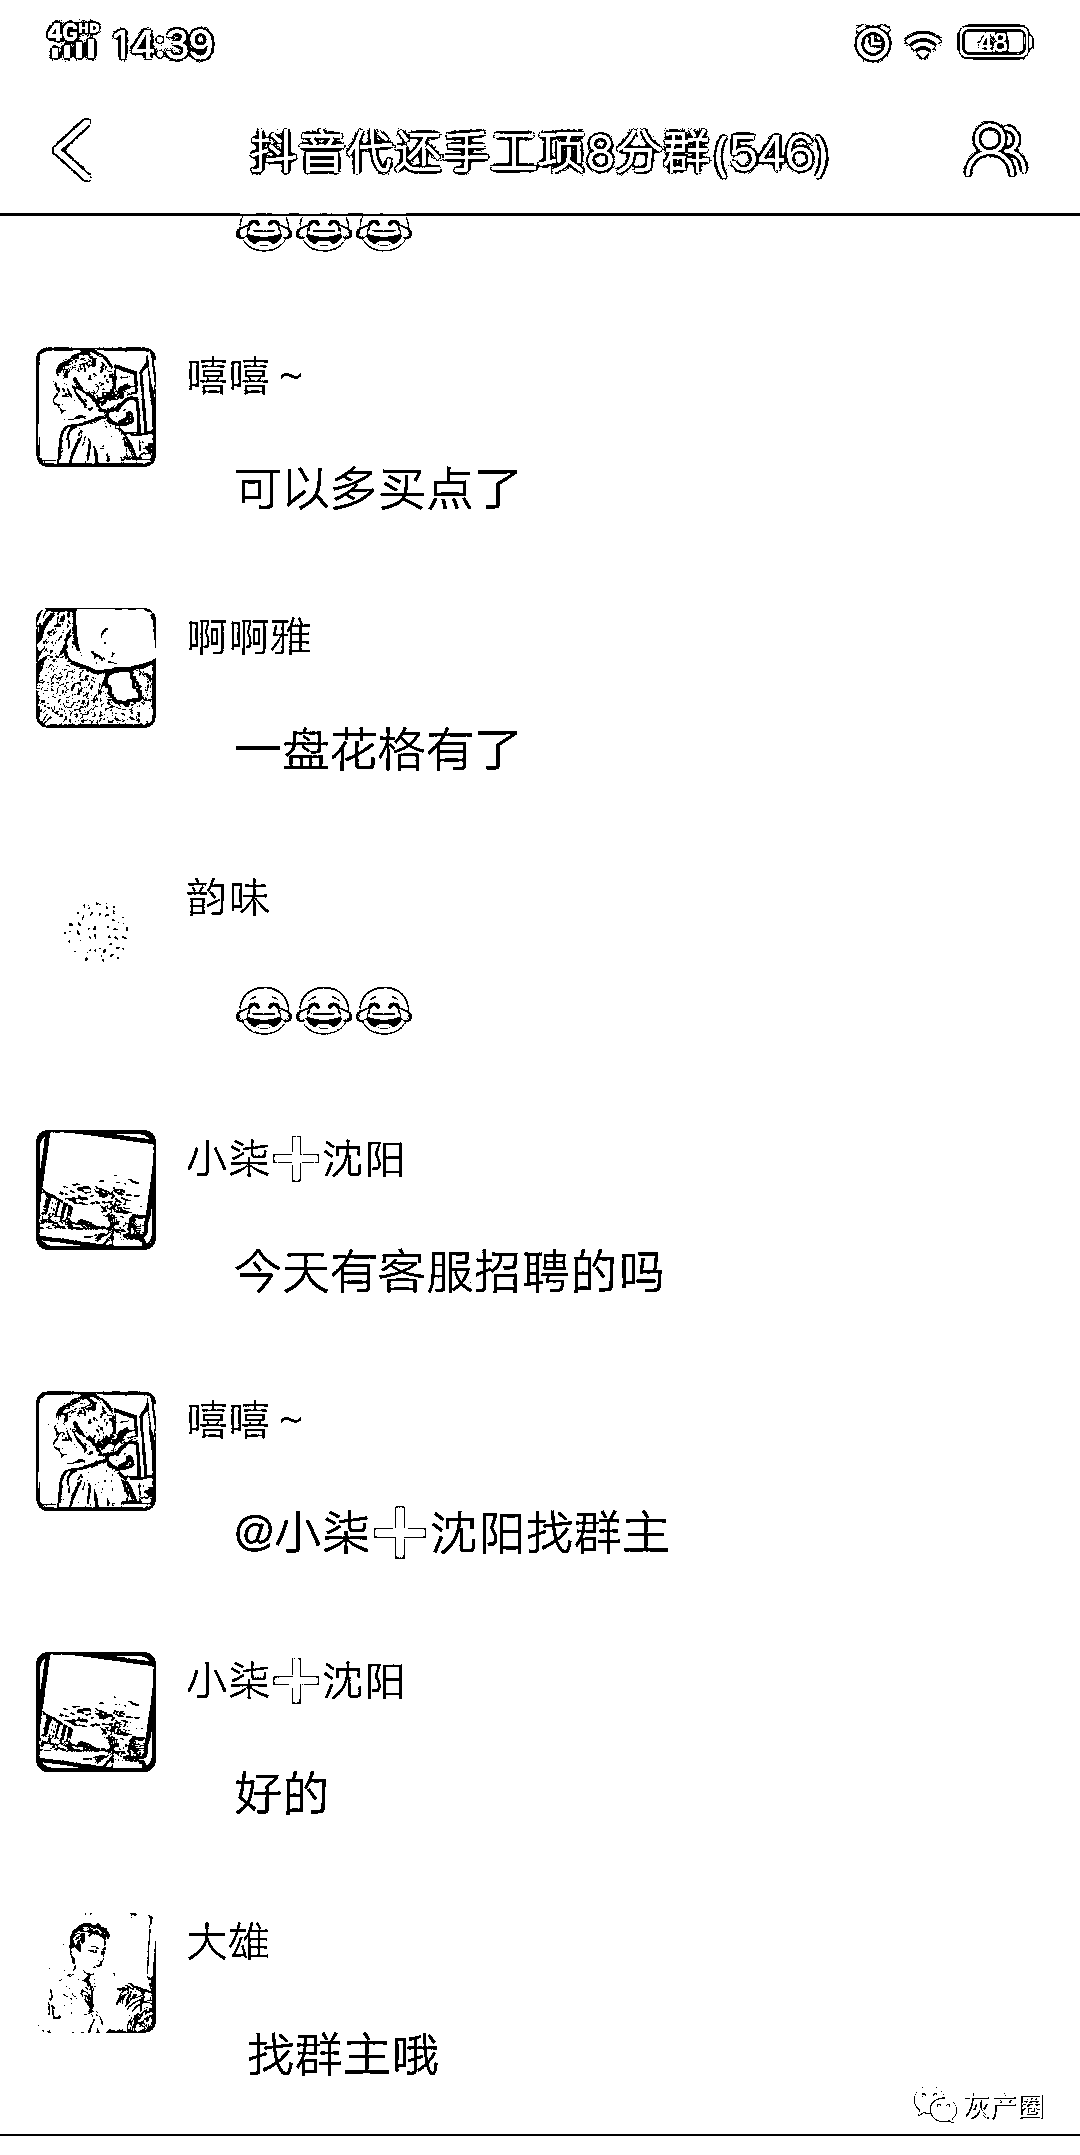 4GHD 14:39 48
抖音代还手工项8分群(546)
😂😂😂
嘻嘻~
可以多买点了
啊啊雅
一盘花格有了
韵味
😂😂😂
小柒➕沈阳
今天有客服招聘的吗
嘻嘻~
@小柒➕沈阳找群主
小柒➕沈阳
好的
大雄
找群主哦
灰产圈